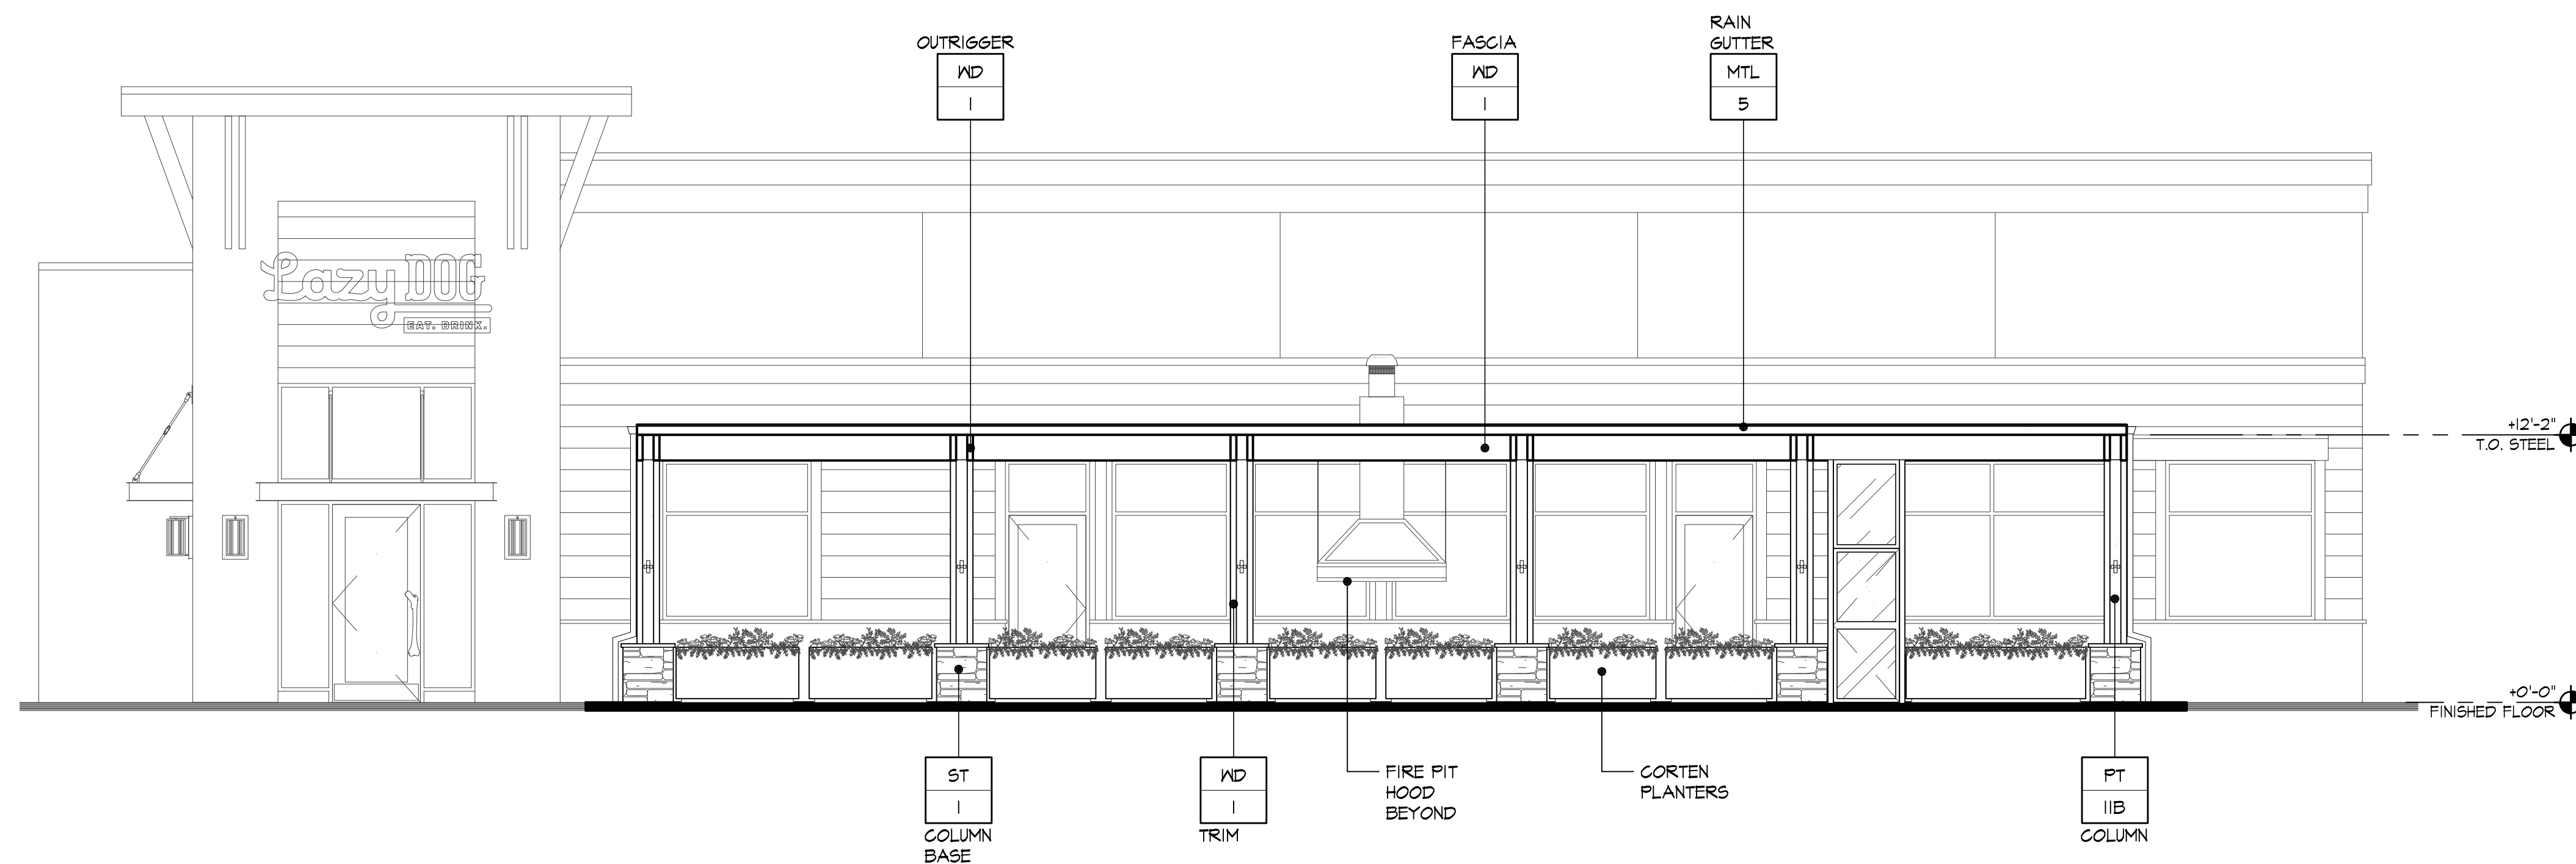 RAIN
GUTTER
OUTRIGGER
FASCIA
WD
1
WD
1
MTL
5
Lazy DOG
EAT. DRINK.
+12'-2"
T.O. STEEL
+0'-0"
FINISHED FLOOR
ST
1
COLUMN
BASE
WD
1
TRIM
FIRE PIT
HOOD
BEYOND
CORTEN
PLANTERS
PT
11B
COLUMN